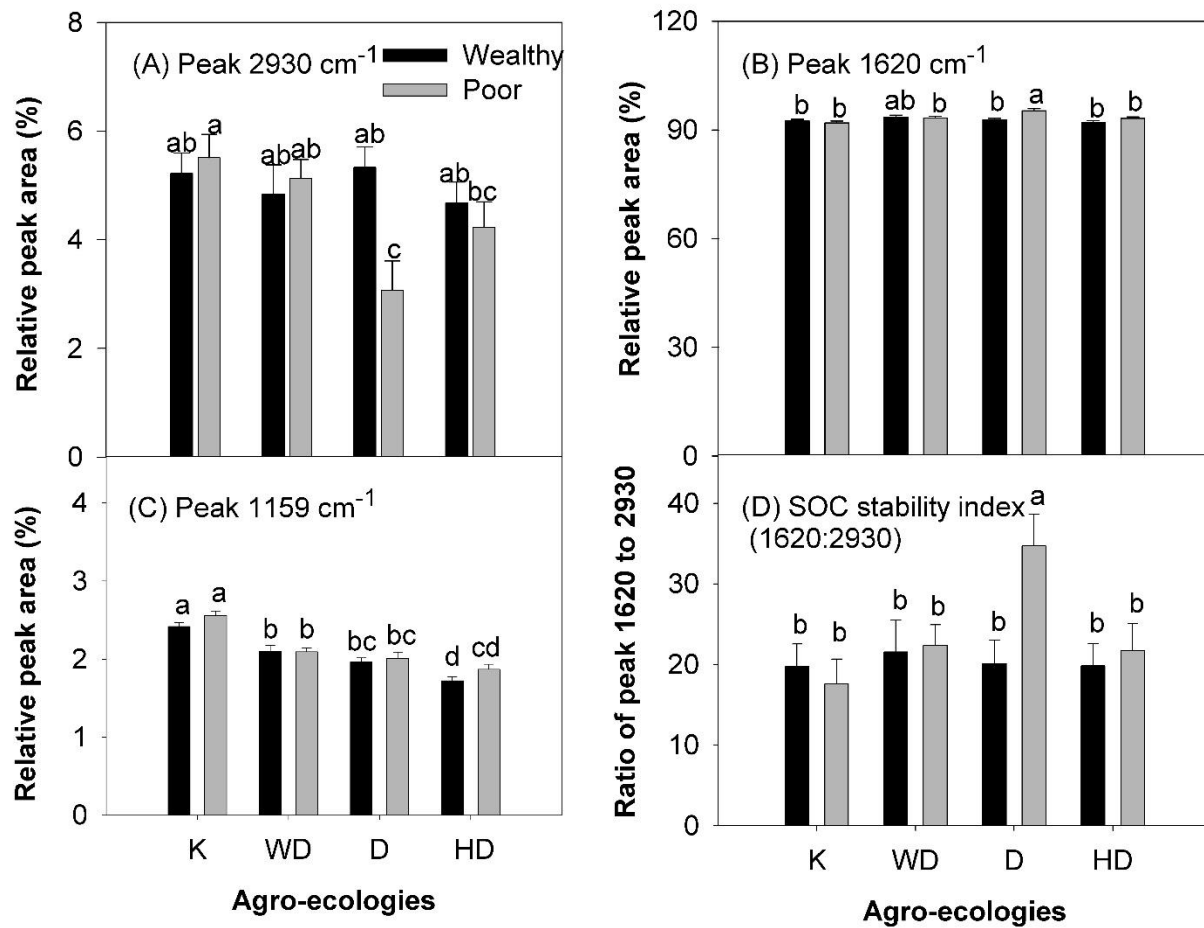 (A) Peak 2930 cm⁻¹
Wealthy
Poor
Relative peak area (%)
8
6
4
2
0
ab
a
ab
ab
ab
c
ab
bc
(B) Peak 1620 cm⁻¹
Relative peak area (%)
120
90
60
30
0
b
b
ab
b
b
a
b
b
(C) Peak 1159 cm⁻¹
Relative peak area (%)
4
3
2
1
0
a
a
b
b
bc
bc
d
cd
K
WD
D
HD
Agro-ecologies
(D) SOC stability index
(1620:2930)
Ratio of peak 1620 to 2930
40
30
20
10
0
b
b
b
b
b
a
b
b
K
WD
D
HD
Agro-ecologies